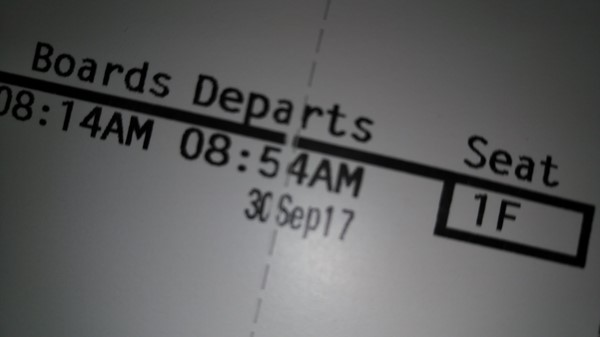 Boards Departs Seat
08:14AM 08:54AM 1F
30Sep17